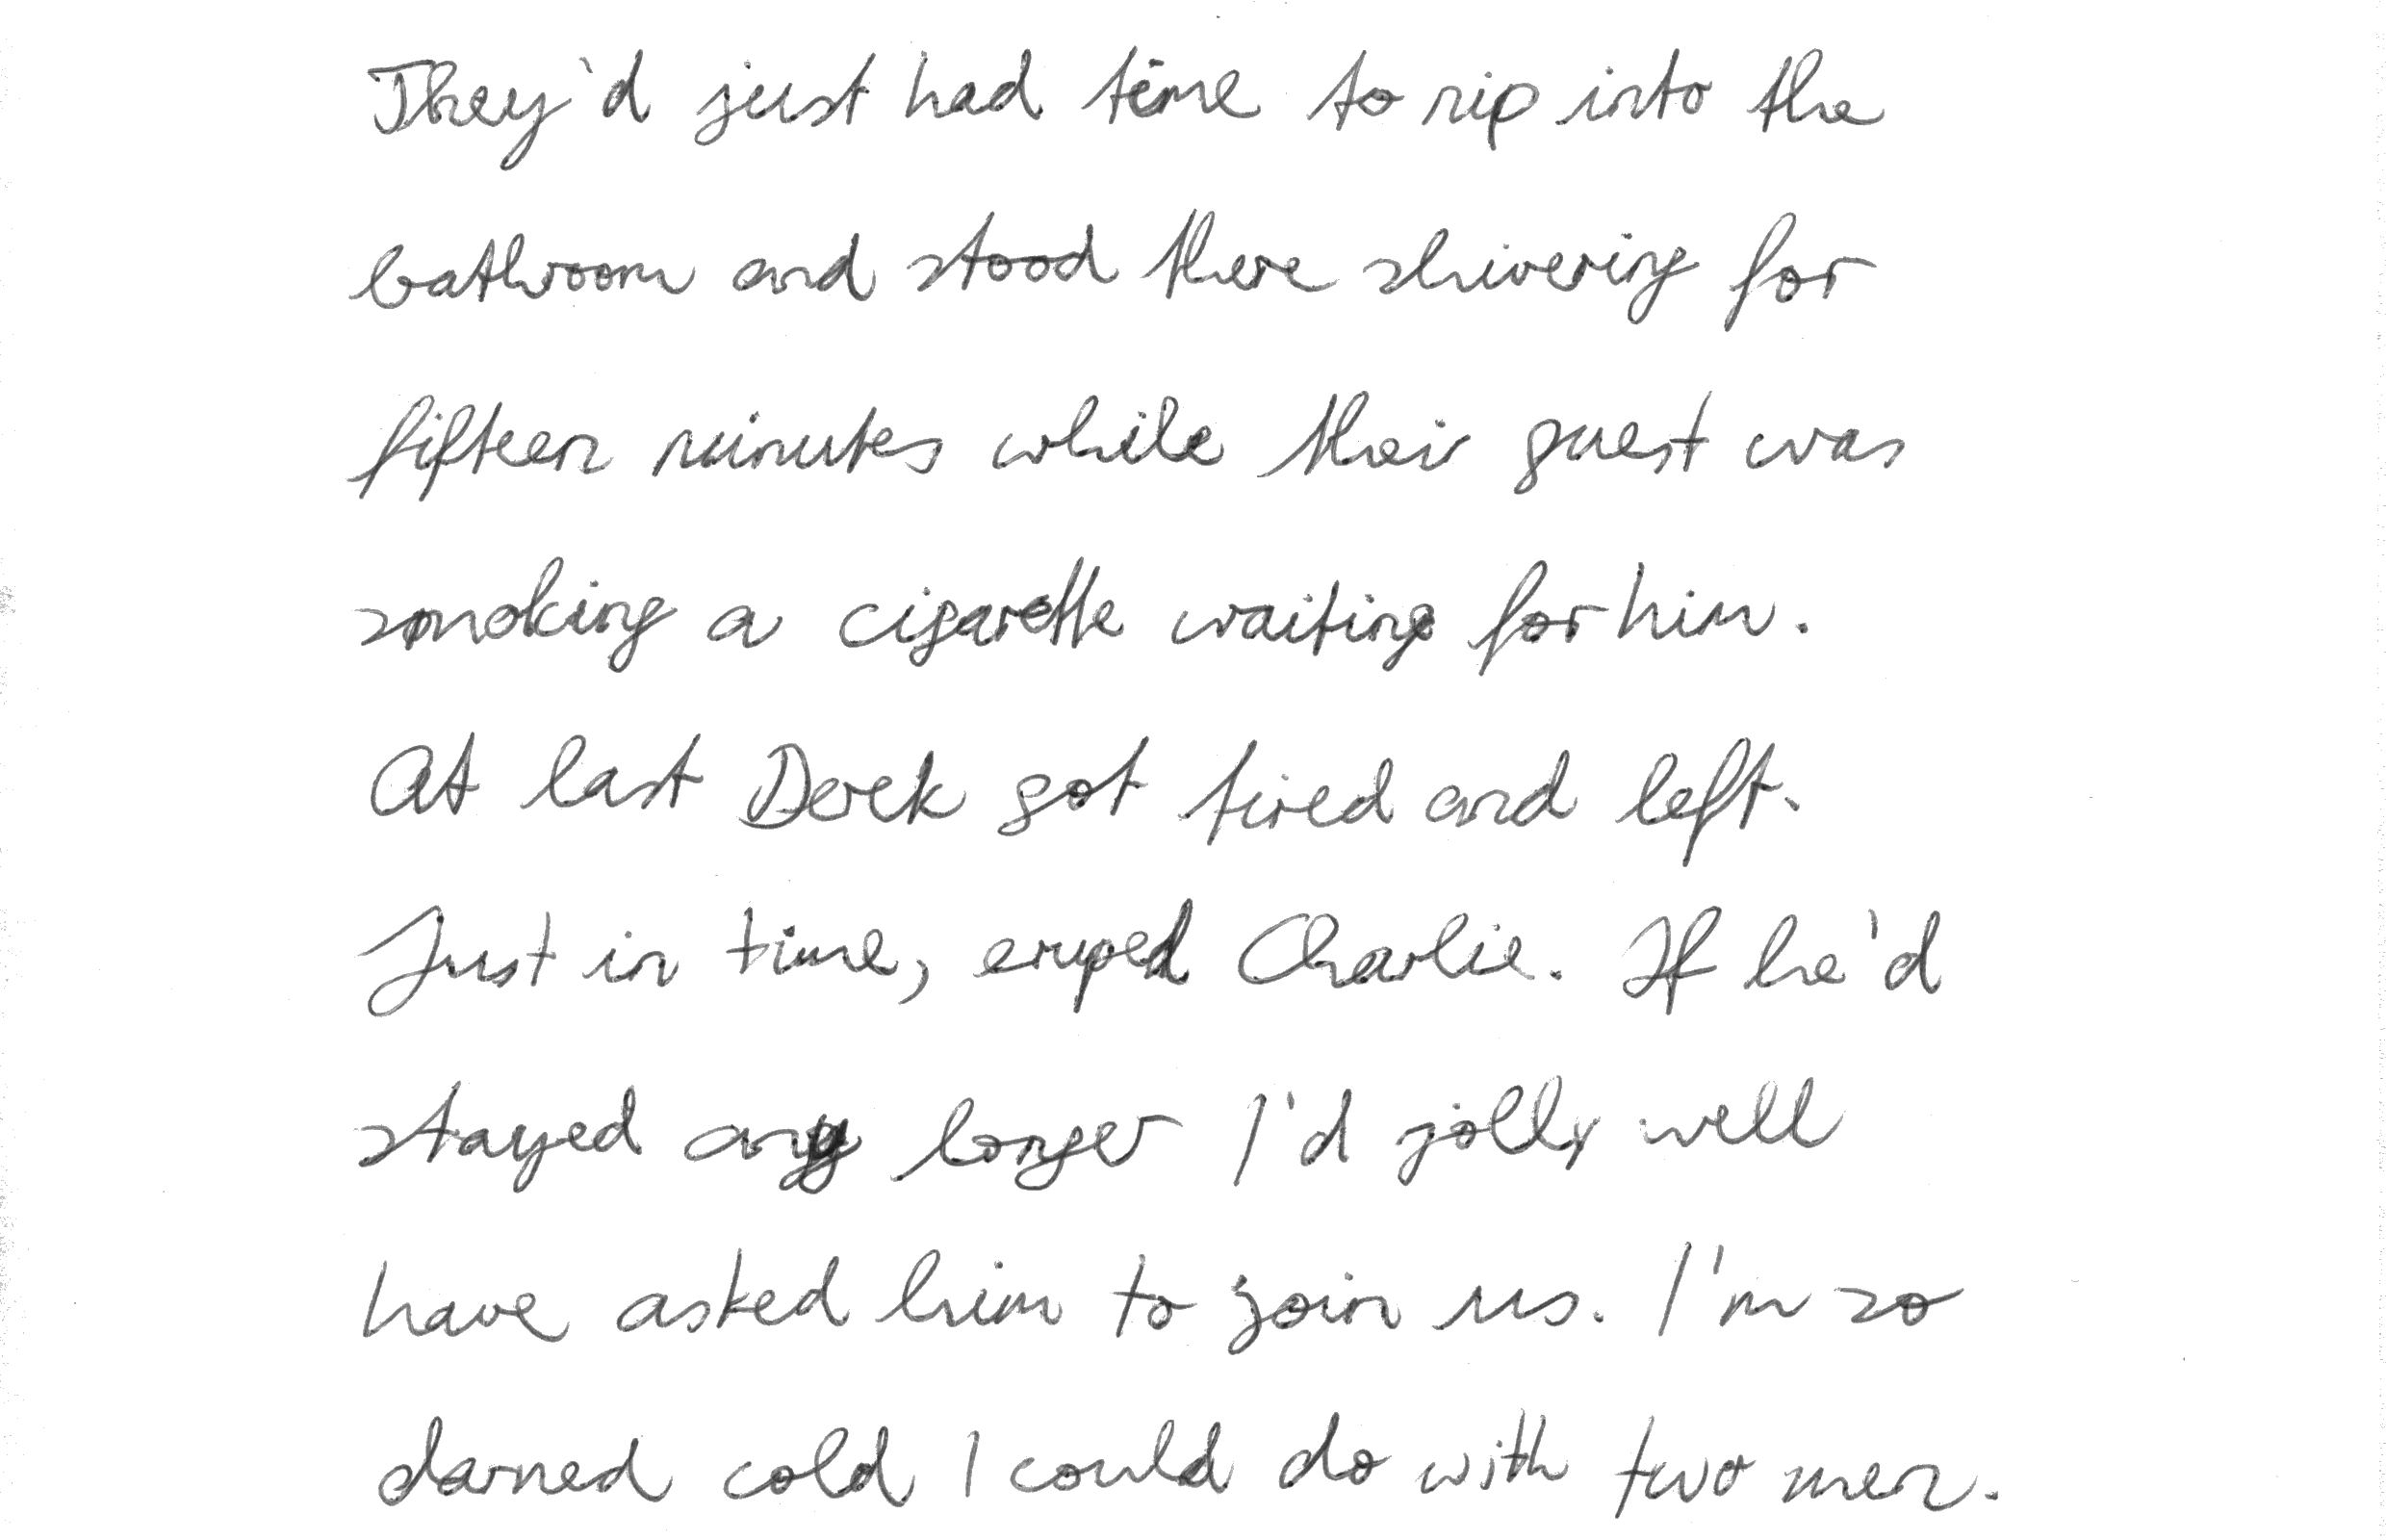 They'd just had time to rip into the
bathroom and stood there shivering for
fifteen minutes while their guest was
smoking a cigarette waiting for him.
At last Derek got tired and left.
Just in time, eryped Charlie. If he'd
stayed any longer I'd jolly well
have asked him to join us. I'm so
darned cold I could do with two men.